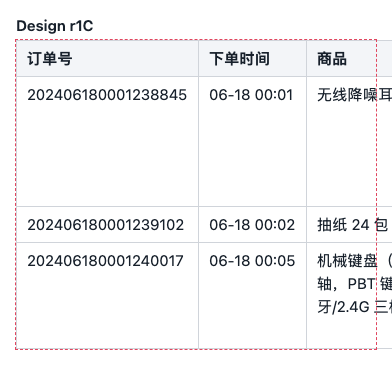 Design r1C
订单号 下单时间 商品
202406180001238845 06-18 00:01 无线降噪耳
202406180001239102 06-18 00:02 抽纸 24 包
202406180001240017 06-18 00:05 机械键盘（
轴，PBT 键
牙/2.4G 三